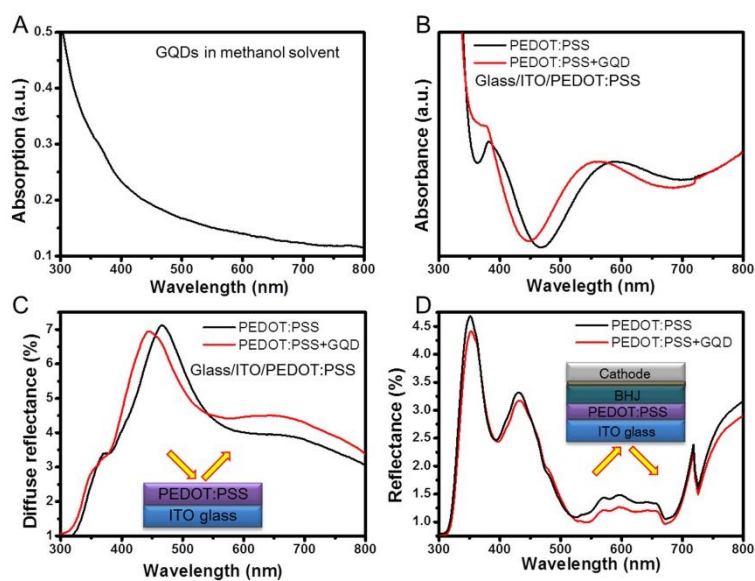 A
GQDs in methanol solvent
Absorption (a.u.)
0.5
0.4
0.3
0.2
0.1
300 400 500 600 700 800
Wavelength (nm)
B
PEDOT:PSS
PEDOT:PSS+GQD
Glass/ITO/PEDOT:PSS
Absorbance (a.u.)
300 400 500 600 700 800
Wavelength (nm)
C
PEDOT:PSS
PEDOT:PSS+GQD
Glass/ITO/PEDOT:PSS
Diffuse reflectance (%)
7
6
5
4
3
2
1
PEDOT:PSS
ITO glass
300 400 500 600 700 800
Wavelegth (nm)
D
PEDOT:PSS
PEDOT:PSS+GQD
Reflectance (%)
4.5
4.0
3.5
3.0
2.5
2.0
1.5
1.0
Cathode
BHJ
PEDOT:PSS
ITO glass
300 400 500 600 700 800
Wavelength (nm)